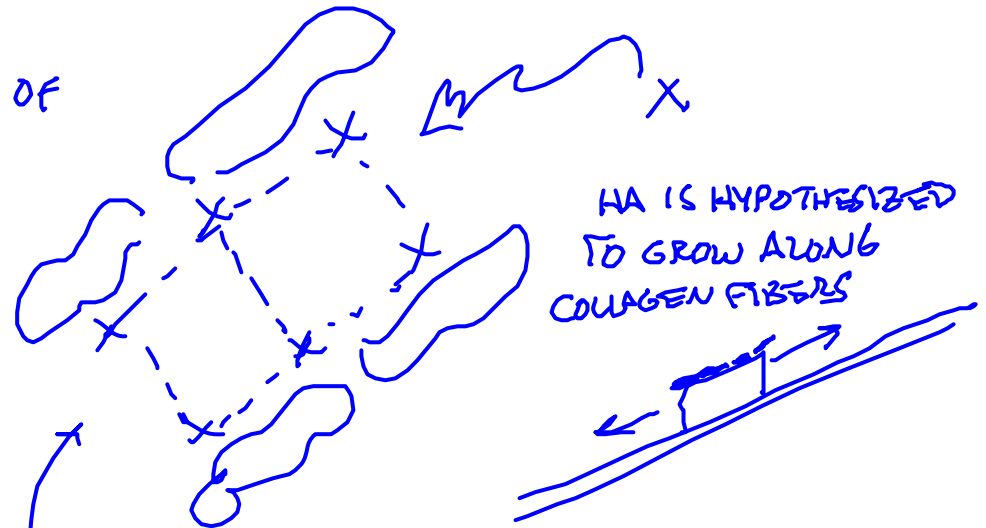 OF
X
HA IS HYPOTHESIZED
TO GROW ALONG
COLLAGEN FIBERS